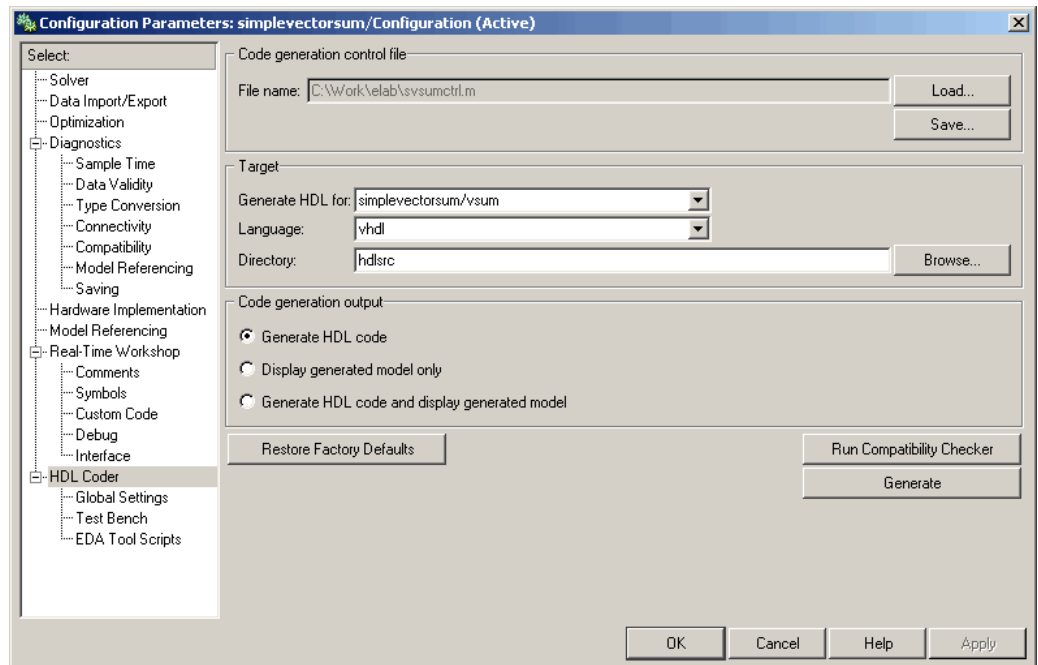 Configuration Parameters: simplevectorsum/Configuration (Active)
Select:
Solver
Data Import/Export
Optimization
Diagnostics
Sample Time
Data Validity
Type Conversion
Connectivity
Compatibility
Model Referencing
Saving
Hardware Implementation
Model Referencing
Real-Time Workshop
Comments
Symbols
Custom Code
Debug
Interface
HDL Coder
Global Settings
Test Bench
EDA Tool Scripts
Code generation control file
File name: C:\Work\elab\svsumctrl.m Load...
Save...
Target
Generate HDL for: simplevectorsum/vsum
Language: vhdl
Directory: hdlsrc Browse...
Code generation output
Generate HDL code
Display generated model only
Generate HDL code and display generated model
Restore Factory Defaults Run Compatibility Checker
Generate
OK Cancel Help Apply